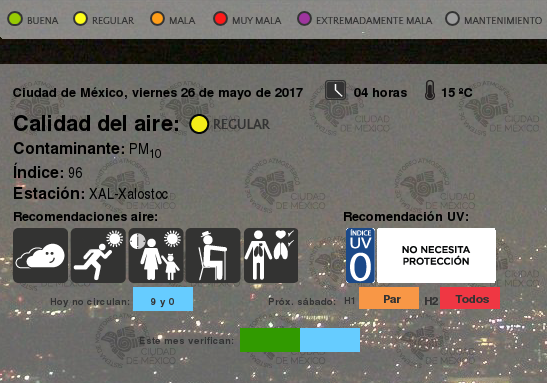 BUENA REGULAR MALA MUY MALA EXTREMADAMENTE MALA MANTENIMIENTO
Ciudad de México, viernes 26 de mayo de 2017 04 horas 15 ºC
Calidad del aire: REGULAR
Contaminante: PM10
Índice: 96
Estación: XAL-Xalostoc
Recomendaciones aire: Recomendación UV:
ÍNDICE
UV
0
NO NECESITA
PROTECCIÓN
Hoy no circulan: 9 y 0 Próx. sábado: H1 Par H2 Todos
Este mes verifican:
CIUDAD
DE MÉXICO